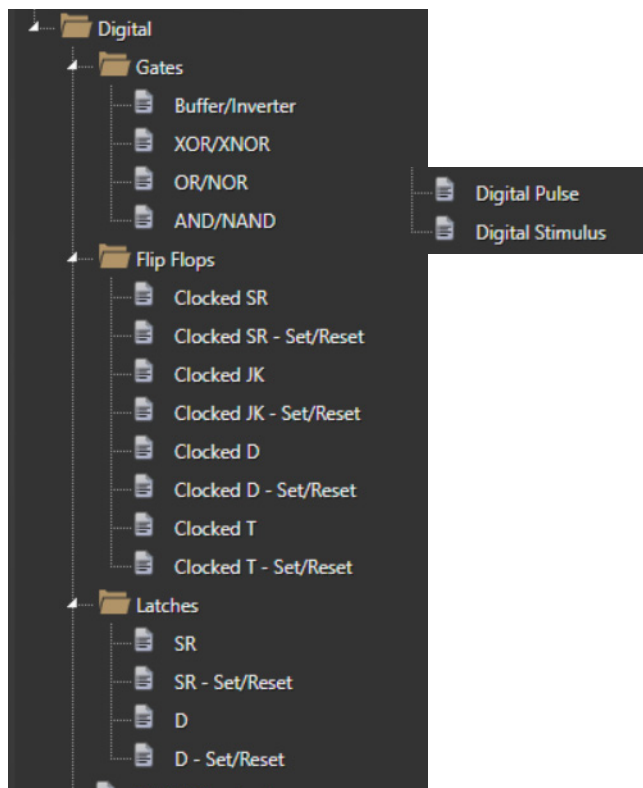 Digital
Gates
Buffer/Inverter
XOR/XNOR
OR/NOR
AND/NAND
Flip Flops
Clocked SR
Clocked SR - Set/Reset
Clocked JK
Clocked JK - Set/Reset
Clocked D
Clocked D - Set/Reset
Clocked T
Clocked T - Set/Reset
Latches
SR
SR - Set/Reset
D
D - Set/Reset
Digital Pulse
Digital Stimulus